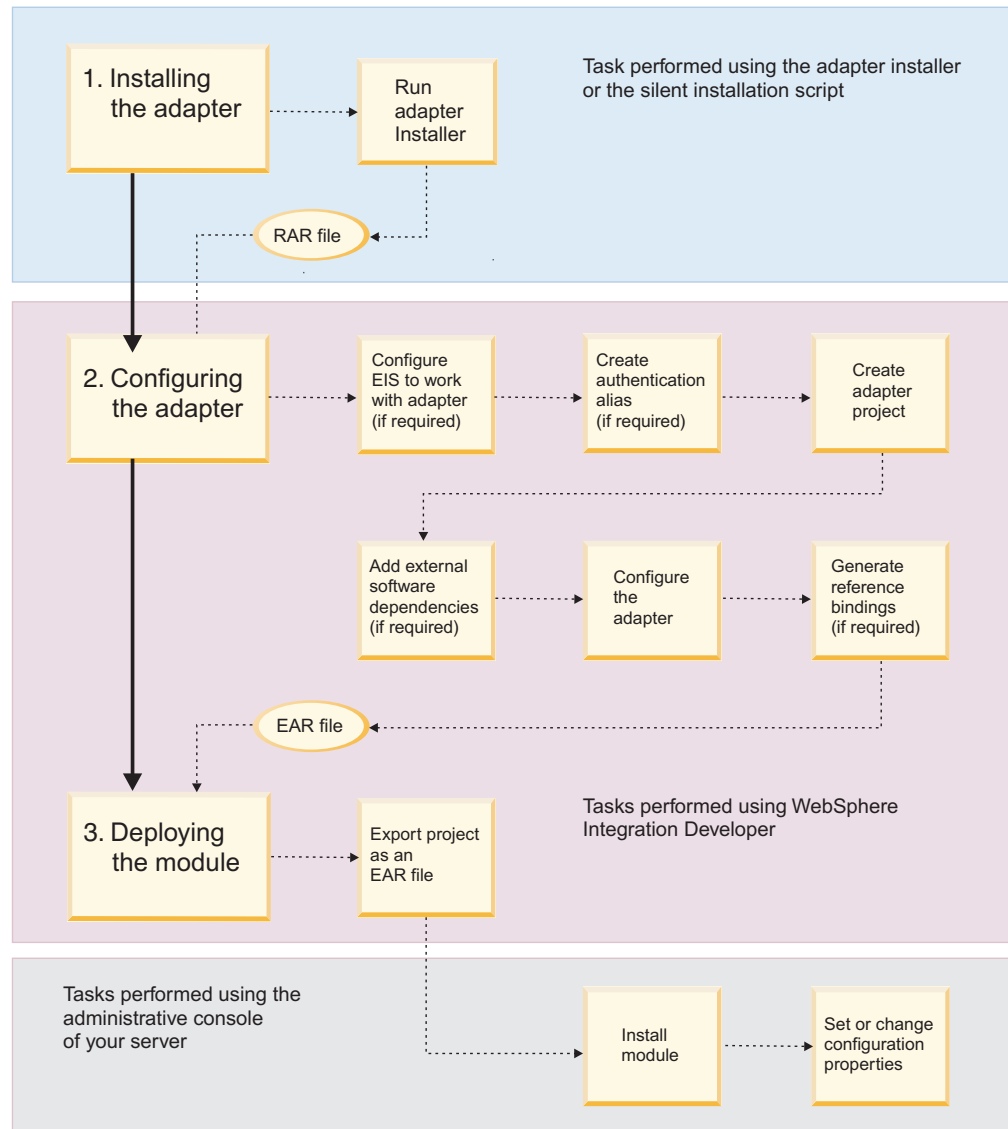 1. Installing
the adapter
Run
adapter
Installer
Task performed using the adapter installer
or the silent installation script
RAR file
2. Configuring
the adapter
Configure
EIS to work
with adapter
(if required)
Create
authentication
alias
(if required)
Create
adapter
project
Add external
software
dependencies
(if required)
Configure
the
adapter
Generate
reference
bindings
(if required)
EAR file
3. Deploying
the module
Export project
as an
EAR file
Tasks performed using WebSphere
Integration Developer
Tasks performed using the
administrative console
of your server
Install
module
Set or change
configuration
properties